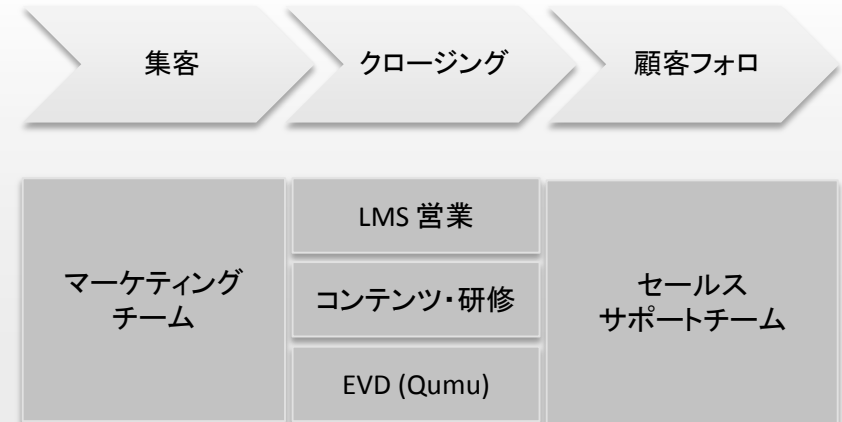 集客
クロージング
顧客フォロ
マーケティング
チーム
LMS 営業
コンテンツ・研修
EVD (Qumu)
セールス
サポートチーム